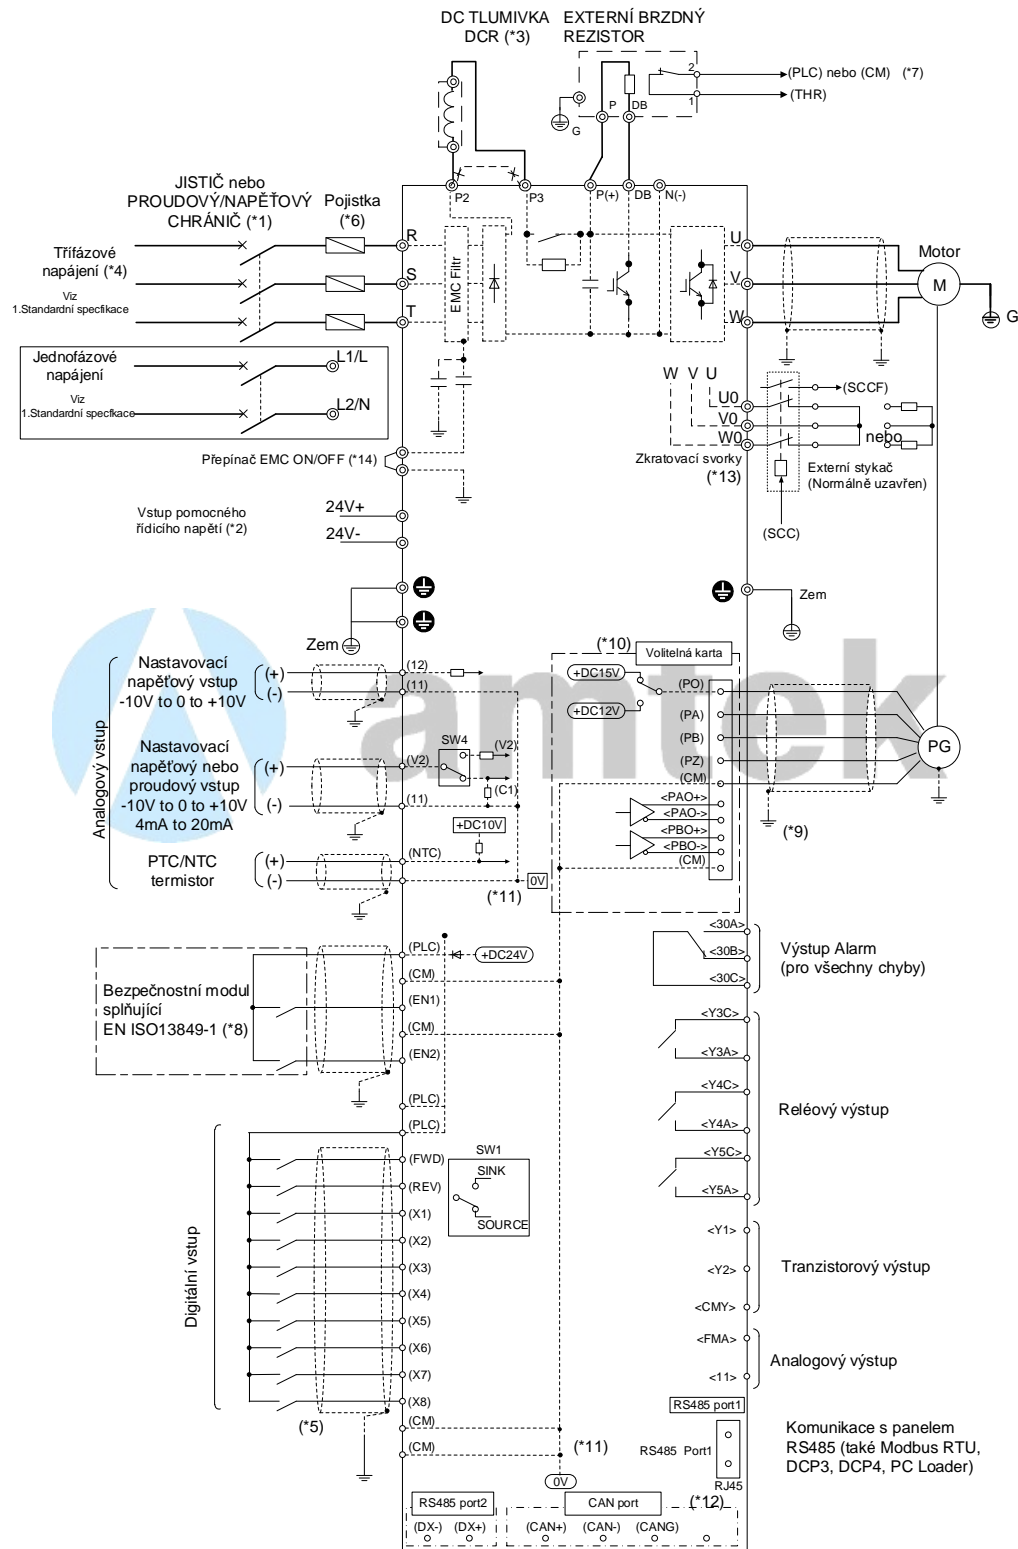 DC TLUMIVKA
DCR (*3)
EXTERNÍ BRZDNÝ
REZISTOR
2
(PLC) nebo (CM) (*7)
1
(THR)
P
DB
G
JISTIČ nebo
PROUDOVÝ/NAPĚŤOVÝ
CHRÁNIČ (*1)
Pojistka
(*6)
P2
P3
P(+)
DB
N(-)
Třífázové
napájení (*4)
Viz
1.Standardní specfikace
R
S
T
EMC Filtr
U
V
W
Motor
M
G
Jednofázové
napájení
Viz
1.Standardní specfkace
L1/L
L2/N
W V U
U0
V0
W0
(SCCF)
nebo
Zkratovací svorky
(*13)
Externí stykač
(Normálně uzavřen)
(SCC)
Přepínač EMC ON/OFF (*14)
Vstup pomocného
řídicího napětí (*2)
24V+
24V-
Zem
Zem
amtek
Analogový výstup
Nastavovací
napěťový vstup
-10V to 0 to +10V
(+)
(-)
(12)
(11)
Nastavovací
napěťový nebo
proudový vstup
-10V to 0 to +10V
4mA to 20mA
(+)
(-)
(V2)
(11)
SW4
(V2)
(C1)
+DC10V
PTC/NTC
termistor
(+)
(-)
(NTC)
(*11)
0V
(*10)
Volitelná karta
+DC15V
+DC12V
(PO)
(PA)
(PB)
(PZ)
(CM)
<PAO+>
<PAO->
<PBO+>
<PBO->
(CM)
PG
(*9)
Bezpečnostní modul
splňující
EN ISO13849-1 (*8)
(PLC)
+DC24V
(CM)
(EN1)
(CM)
(EN2)
(PLC)
(PLC)
<30A>
<30B>
<30C>
Výstup Alarm
(pro všechny chyby)
<Y3C>
<Y3A>
<Y4C>
<Y4A>
<Y5C>
<Y5A>
Reléový výstup
Digitální vstup
(FWD)
(REV)
(X1)
(X2)
(X3)
(X4)
(X5)
(X6)
(X7)
(X8)
(CM)
(CM)
(*5)
SW1
SINK
SOURCE
<Y1>
<Y2>
<CMY>
Tranzistorový výstup
<FMA>
<11>
Analogový výstup
RS485 port1
RS485 Port1
RJ45
Komunikace s panelem
RS485 (také Modbus RTU,
DCP3, DCP4, PC Loader)
(*11)
0V
(*12)
RS485 port2
(DX-) (DX+)
CAN port
(CAN+) (CAN-) (CANG)